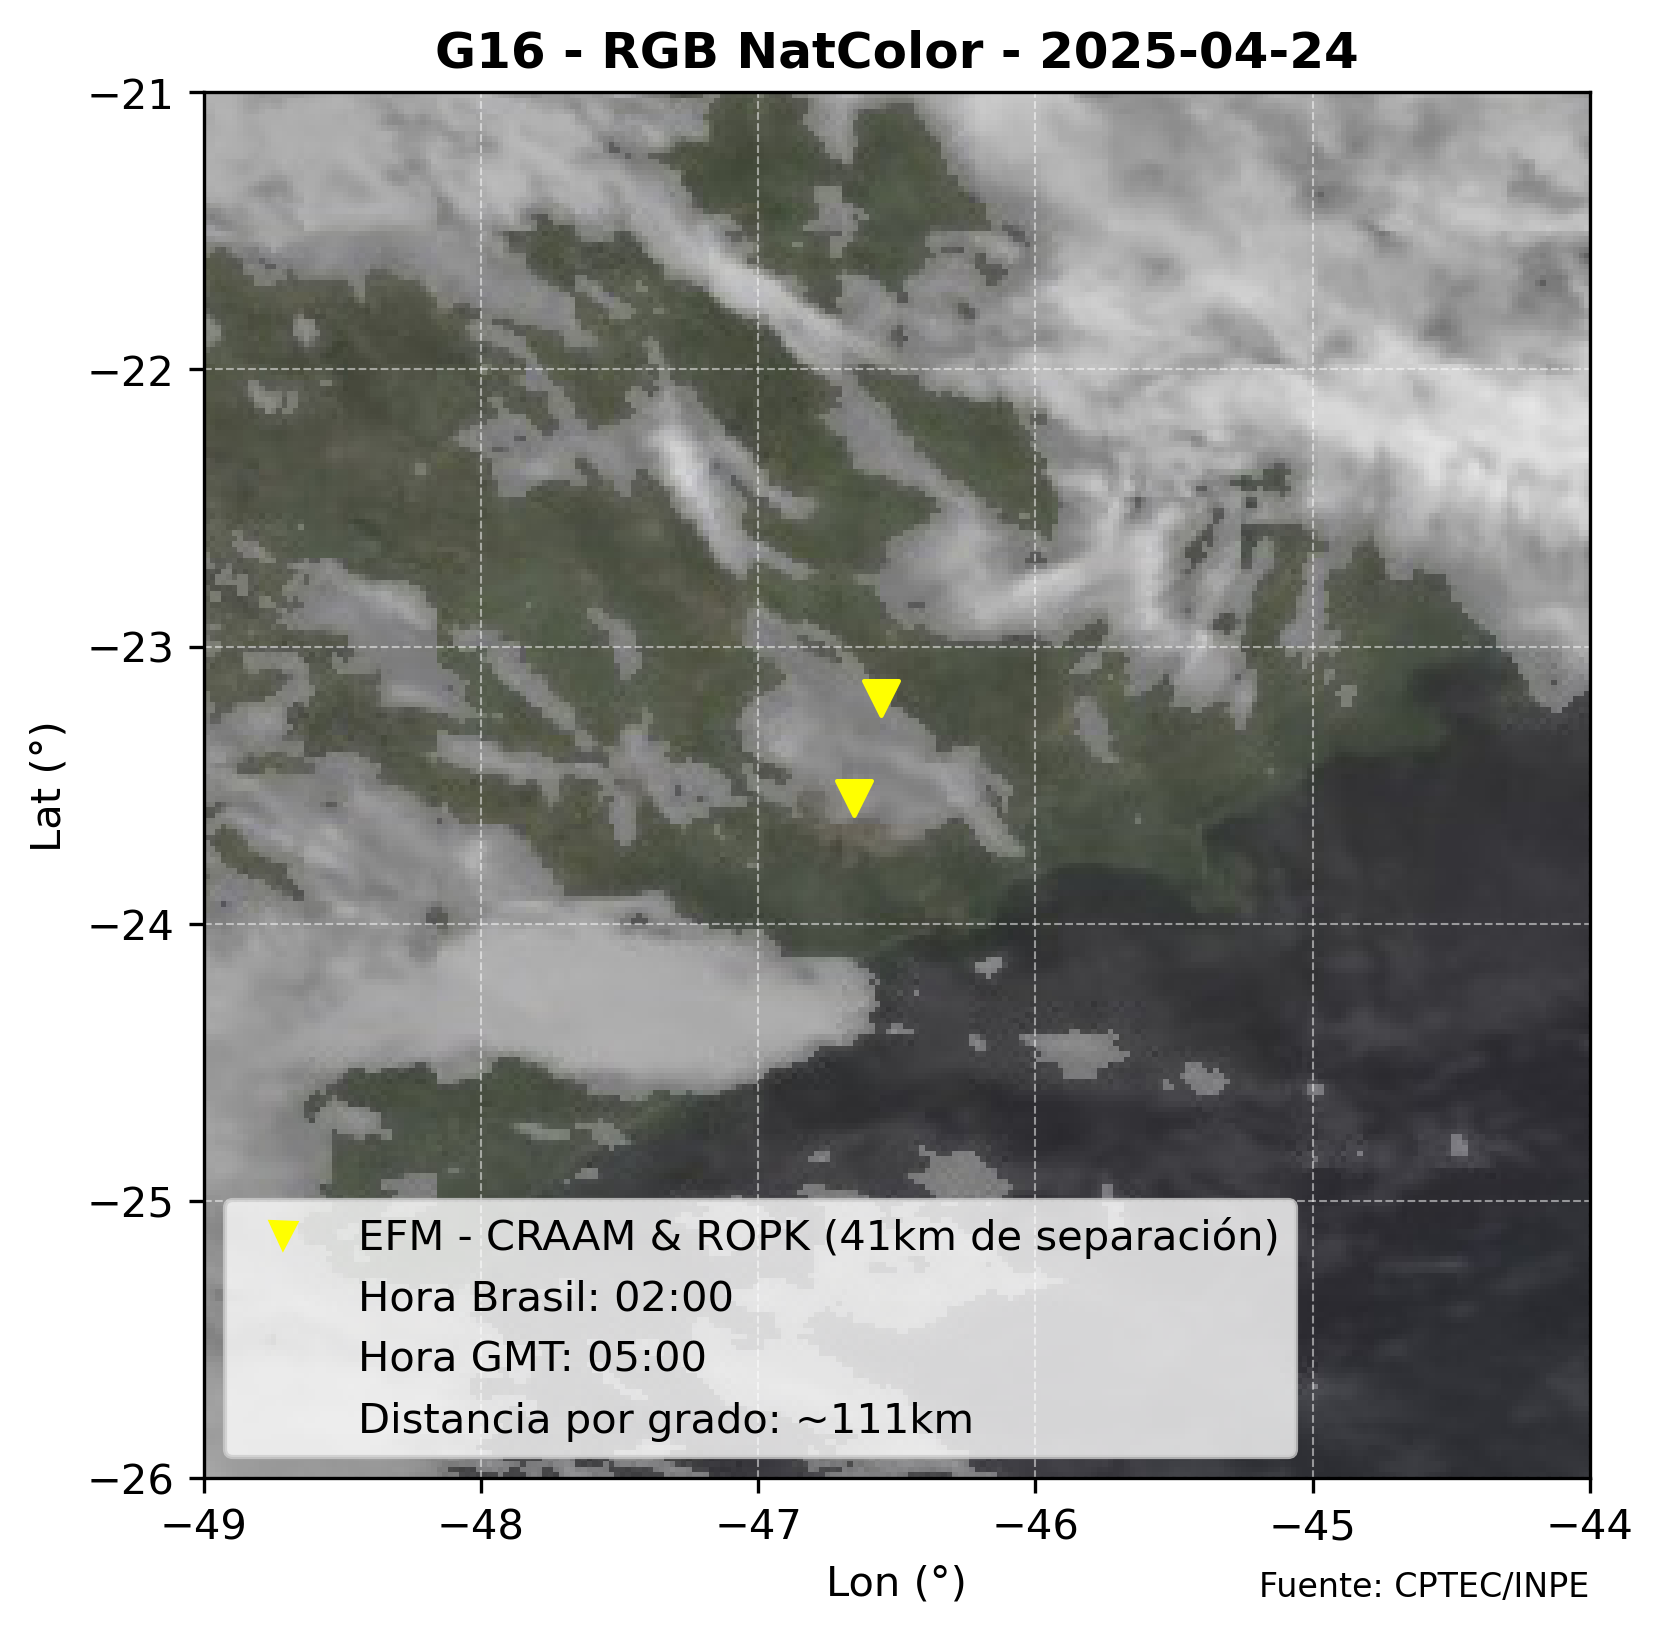 G16 - RGB NatColor - 2025-04-24
−21
−22
−23
−24
−25
−26
Lat (°)
EFM - CRAAM & ROPK (41km de separación)
Hora Brasil: 02:00
Hora GMT: 05:00
Distancia por grado: ~111km
−49 −48 −47 −46 −45 −44
Lon (°)
Fuente: CPTEC/INPE